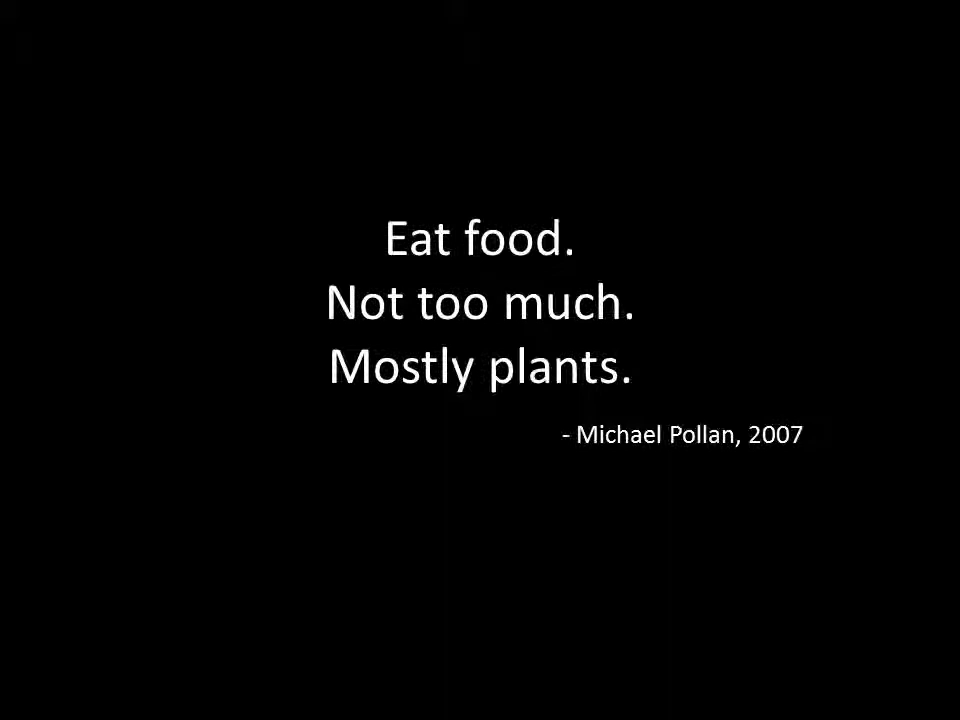 Eat food.
Not too much.
Mostly plants.
- Michael Pollan, 2007